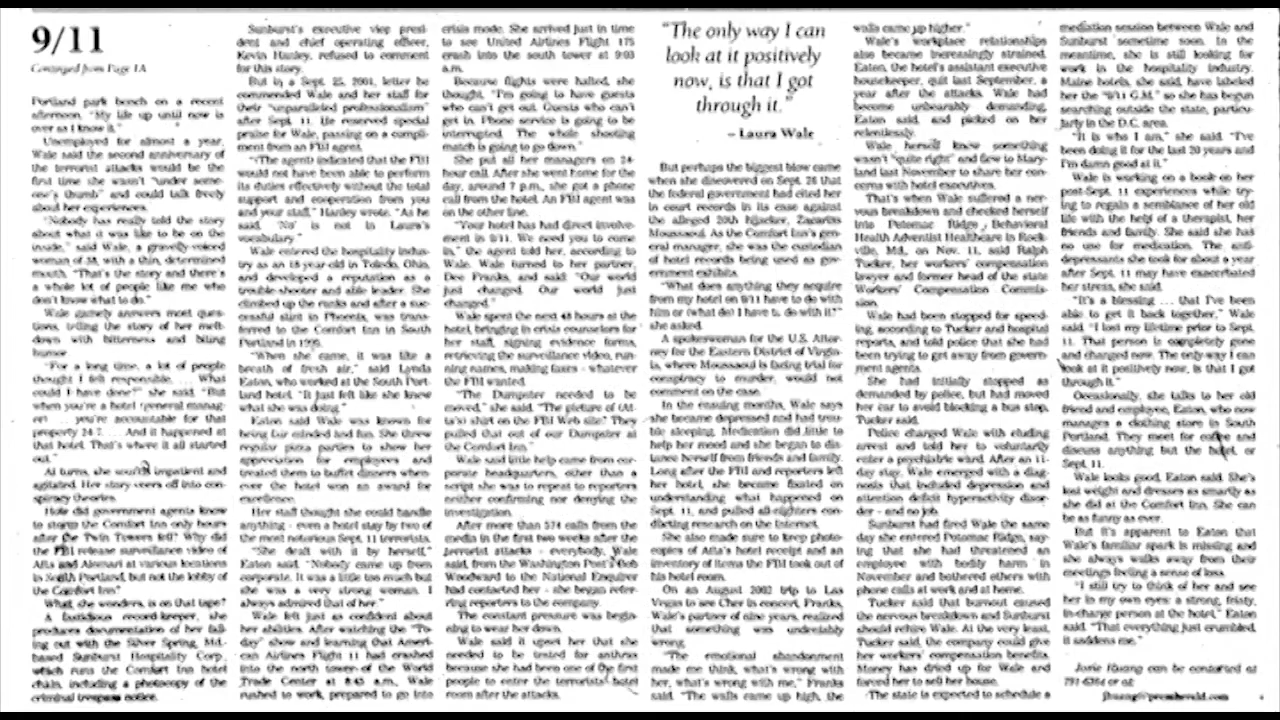 9/11
Continued from Page 1A
Portland park bench on a recent
afternoon. "My life up until now is
over as I know it."
Unemployed for almost a year,
Wale said the second anniversary of
the terrorist attacks would be the
first time she wasn't "under some-
one's thumb" and could talk freely
about her experiences.
"Nobody has really told the story
about what it was like to be on the
inside," said Wale, a gravelly-voiced
woman of 34, with a thin, determined
mouth. "That's the story and there's
a whole lot of people like me who
don't know what to do."
Wale gamely answers most ques-
tions, telling the story of her melt-
down with bitterness and biting
humor.
"For a long time, a lot of people
thought I felt responsible. ... What
could I have done?" she said. "But
when you're a hotel (general manag-
er) ... you're accountable for that
property 24-7. ... And it happened at
that hotel. That's where it all started
out."
At turns, she sounds impatient and
agitated. Her story veers off into con-
spiracy theories.
How did government agents know
to storm the Comfort Inn only hours
after the Twin Towers fell? Why did
the FBI release surveillance video of
Atta and Alomari at various locations
in South Portland, but not the lobby of
the Comfort Inn?
What, she wonders, is on that tape?
A fastidious record-keeper, she
produces documentation of her fall-
ing out with the Silver Spring, Md.-
based Sunburst Hospitality Corp.,
which runs the Comfort Inn hotel
chain, including a photocopy of the
criminal trespass notice.
Sunburst's executive vice presi-
dent and chief operating officer,
Kevin Hanley, refused to comment
for this story.
But in a Sept. 25, 2001, letter he
commended Wale and her staff for
their "unparalleled professionalism"
after Sept. 11. He reserved special
praise for Wale, passing on a compli-
ment from an FBI agent.
"(The agent) indicated that the FBI
would not have been able to perform
its duties effectively without the total
support and cooperation from you
and your staff," Hanley wrote. "As he
said, 'No' is not in Laura's
vocabulary."
Wale entered the hospitality indus-
try as an 18-year-old in Toledo, Ohio,
and developed a reputation as a
trouble-shooter and able leader. She
climbed up the ranks and after a suc-
cessful stint in Phoenix, was trans-
ferred to the Comfort Inn in South
Portland in
"When she came, it was like a
breath of fresh air," said Lynda
Eaton, who worked at the South Port-
land hotel. "It just felt like she knew
what she was doing."
Eaton said Wale was known for
being fair-minded and fun. She threw
regular pizza parties to show her
appreciation for employees and
treated them to buffet dinners when-
ever the hotel won an award for
excellence.
Her staff thought she could handle
anything - even a hotel stay by two of
the most notorious Sept. 11 terrorists.
"She dealt with it by herself,"
Eaton said. "Nobody came up from
corporate. It was a little too much but
she was a very strong woman. I
always admired that of her."
Wale felt just as confident about
her abilities. After watching the "To-
day" show and learning that Ameri-
can Airlines Flight 11 had crashed
into the north tower of the World
Trade Center at 8:45 a.m., Wale
rushed to work, prepared to go into
crisis mode. She arrived just in time
to see United Airlines Flight 175
crash into the south tower at 9:03
a.m.
Because flights were halted, she
thought, "I'm going to have guests
who can't get out. Guests who can't
get in. Phone service is going to be
interrupted. The whole shooting
match is going to go down."
She put all her managers on 24-
hour call. After she went home for the
day, around 7 p.m., she got a phone
call from the hotel. An FBI agent was
on the other line.
"Your hotel has had direct involve-
ment in 9/11. We need you to come
in," the agent told her, according to
Wale. Wale turned to her partner,
Dee Franks, and said: "Our world
just changed. Our world just
changed."
Wale spent the next 48 hours at the
hotel, bringing in crisis counselors for
her staff, signing evidence forms,
retrieving the surveillance video, run-
ning names, making faxes - whatever
the FBI wanted.
"The Dumpster needed to be
moved," she said. "The picture of (At-
ta's) shirt on the FBI Web site? They
pulled that out of our Dumpster at
the Comfort Inn."
Wale said little help came from cor-
porate headquarters, other than a
script she was to repeat to reporters
neither confirming nor denying the
investigation.
After more than 574 calls from the
media in the first two weeks after the
terrorist attacks - everybody, Wale
said, from the Washington Post's Bob
Woodward to the National Enquirer
had contacted her - she began refer-
ring reporters to the company.
The constant pressure was begin-
ning to wear her down.
Wale said it upset her that she
needed to be tested for anthrax
because she had been one of the first
people to enter the terrorists' hotel
room after the attacks.
"The only way I can
look at it positively
now, is that I got
through it."
– Laura Wale
But perhaps the biggest blow came
when she discovered on Sept. 28 that
the federal government had cited her
in court records in its case against
the alleged 20th hijacker, Zacarias
Moussaoui. As the Comfort Inn's gen-
eral manager, she was the custodian
of hotel records being used as gov-
ernment exhibits.
"What does anything they acquire
from my hotel on 9/11 have to do with
him or (what do) I have to do with it?"
she asked.
A spokeswoman for the U.S. Attor-
ney for the Eastern District of Virgin-
ia, where Moussaoui is facing trial for
conspiracy to murder, would not
comment on the case.
In the ensuing months, Wale says
she became depressed and had trou-
ble sleeping. Medication did little to
help her mood and she began to dis-
tance herself from friends and family.
Long after the FBI and reporters left
her hotel, she became fixated on
understanding what happened on
Sept. 11, and pulled all-nighters con-
ducting research on the Internet.
She also made sure to keep photo-
copies of Atta's hotel receipt and an
inventory of items the FBI took out of
his hotel room.
On an August 2002 trip to Las
Vegas to see Cher in concert, Franks,
Wale's partner of nine years, realized
that something was undeniably
wrong.
"The emotional abandonment
made me think, what's wrong with
her, what's wrong with me," Franks
said. "The walls came up high, the
walls came up higher."
Wale's workplace relationships
also became increasingly strained.
Eaton, the hotel's assistant executive
housekeeper, quit last September, a
year after the attacks. Wale had
become unbearably demanding,
Eaton said, and picked on her
relentlessly.
Wale herself knew something
wasn't "quite right" and flew to Mary-
land last November to share her con-
cerns with hotel executives.
That's when Wale suffered a ner-
vous breakdown and checked herself
into Potomac Ridge Behavioral
Health Adventist Healthcare in Rock-
ville, Md., on Nov. 11, said Ralph
Tucker, her workers' compensation
lawyer and former head of the state
Workers' Compensation Commis-
sion.
Wale had been stopped for speed-
ing, according to Tucker and hospital
reports, and told police that she had
been trying to get away from govern-
ment agents.
She had initially stopped as
demanded by police, but had moved
her car to avoid blocking a bus stop,
Tucker said.
Police charged Wale with eluding
arrest and told her to voluntarily
enter a psychiatric ward. After an 11-
day stay, Wale emerged with a diag-
nosis that included depression and
attention deficit hyperactivity disor-
der - and no job.
Sunburst had fired Wale the same
day she entered Potomac Ridge, say-
ing that she had threatened an
employee with bodily harm in
November and bothered others with
phone calls at work and at home.
Tucker said that burnout caused
the nervous breakdown and Sunburst
should rehire Wale. At the very least,
Tucker said, the company could give
her workers' compensation benefits.
Money has dried up for Wale and
forced her to sell her house.
The state is expected to schedule a
mediation session between Wale and
Sunburst sometime soon. In the
meantime, she is still looking for
work in the hospitality industry.
Maine hotels, she said, have labeled
her the "9/11 G.M." so she has begun
searching outside the state, particu-
larly in the D.C. area.
"It is who I am," she said. "I've
been doing it for the last 20 years and
I'm damn good at it."
Wale is working on a book on her
post-Sept. 11 experiences while try-
ing to regain a semblance of her old
life with the help of a therapist, her
friends and family. She said she has
no use for medication. The anti-
depressants she took for about a year
after Sept. 11 may have exacerbated
her stress, she said.
"It's a blessing ... that I've been
able to get it back together," Wale
said. "I lost my lifetime prior to Sept.
11. That person is completely gone
and changed now. The only way I can
look at it positively now, is that I got
through it."
Occasionally, she talks to her old
friend and employee, Eaton, who now
manages a clothing store in South
Portland. They meet for coffee and
discuss anything but the hotel, or
Sept. 11.
Wale looks good, Eaton said. She's
lost weight and dresses as smartly as
she did at the Comfort Inn. She can
be as funny as ever.
But it's apparent to Eaton that
Wale's familiar spark is missing and
she always walks away from their
meetings feeling a sense of loss.
"I still try to think of her and see
her in my own eyes: a strong, feisty,
in-charge person at the hotel," Eaton
said. "That everything just crumbled,
it saddens me."
Josie Huang can be contacted at
791-6364 or at:
jhuang@pressherald.com